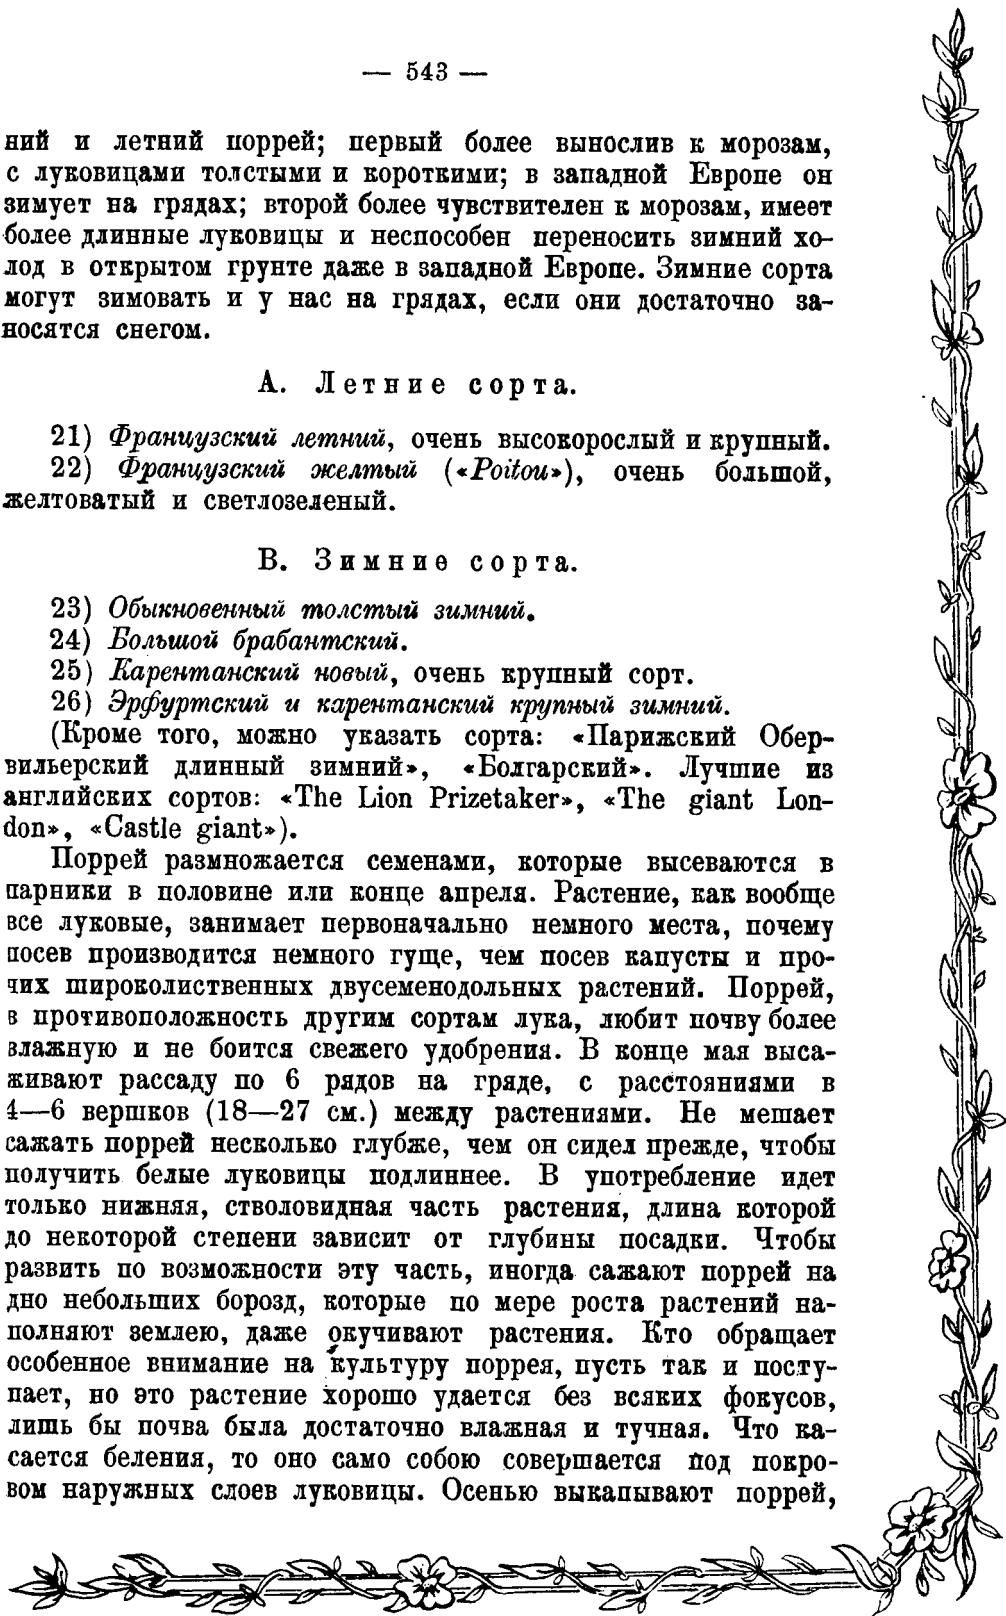 — 543 —
ний и летний поррей; первый более вынослив к морозам,
с луковицами толстыми и короткими; в западной Европе он
зимует на грядах; второй более чувствителен к морозам, имеет
более длинные луковицы и неспособен переносить зимний хо-
лод в открытом грунте даже в западной Европе. Зимние сорта
могут зимовать и у нас на грядах, если они достаточно за-
носятся снегом.
А. Летние сорта.
21) Французский летний, очень высокорослый и крупный.
22) Французский желтый («Poitou»), очень большой,
желтоватый и светлозеленый.
В. Зимние сорта.
23) Обыкновенный толстый зимний.
24) Большой брабантский.
25) Карентанский новый, очень крупный сорт.
26) Эрфуртский и карентанский крупный зимний.
(Кроме того, можно указать сорта: «Парижский Обер-
вильерский длинный зимний», «Болгарский». Лучшие из
английских сортов: «The Lion Prizetaker», «The giant Lon-
don», «Castle giant»).
Поррей размножается семенами, которые высеваются в
парники в половине или конце апреля. Растение, как вообще
все луковые, занимает первоначально немного места, почему
посев производится немного гуще, чем посев капусты и про-
чих широколиственных двусеменодольных растений. Поррей,
в противоположность другим сортам лука, любит почву более
влажную и не боится свежего удобрения. В конце мая выса-
живают рассаду по 6 рядов на гряде, с расстояниями в
4—6 вершков (18—27 см.) между растениями. Не мешает
сажать поррей несколько глубже, чем он сидел прежде, чтобы
получить белые луковицы подлиннее. В употребление идет
только нижняя, стволовидная часть растения, длина которой
до некоторой степени зависит от глубины посадки. Чтобы
развить по возможности эту часть, иногда сажают поррей на
дно небольших борозд, которые по мере роста растений на-
полняют землею, даже окучивают растения. Кто обращает
особенное внимание на культуру поррея, пусть так и посту-
пает, но это растение хорошо удается без всяких фокусов,
лишь бы почва была достаточно влажная и тучная. Что ка-
сается беления, то оно само собою совершается под покро-
вом наружных слоев луковицы. Осенью выкапывают поррей,